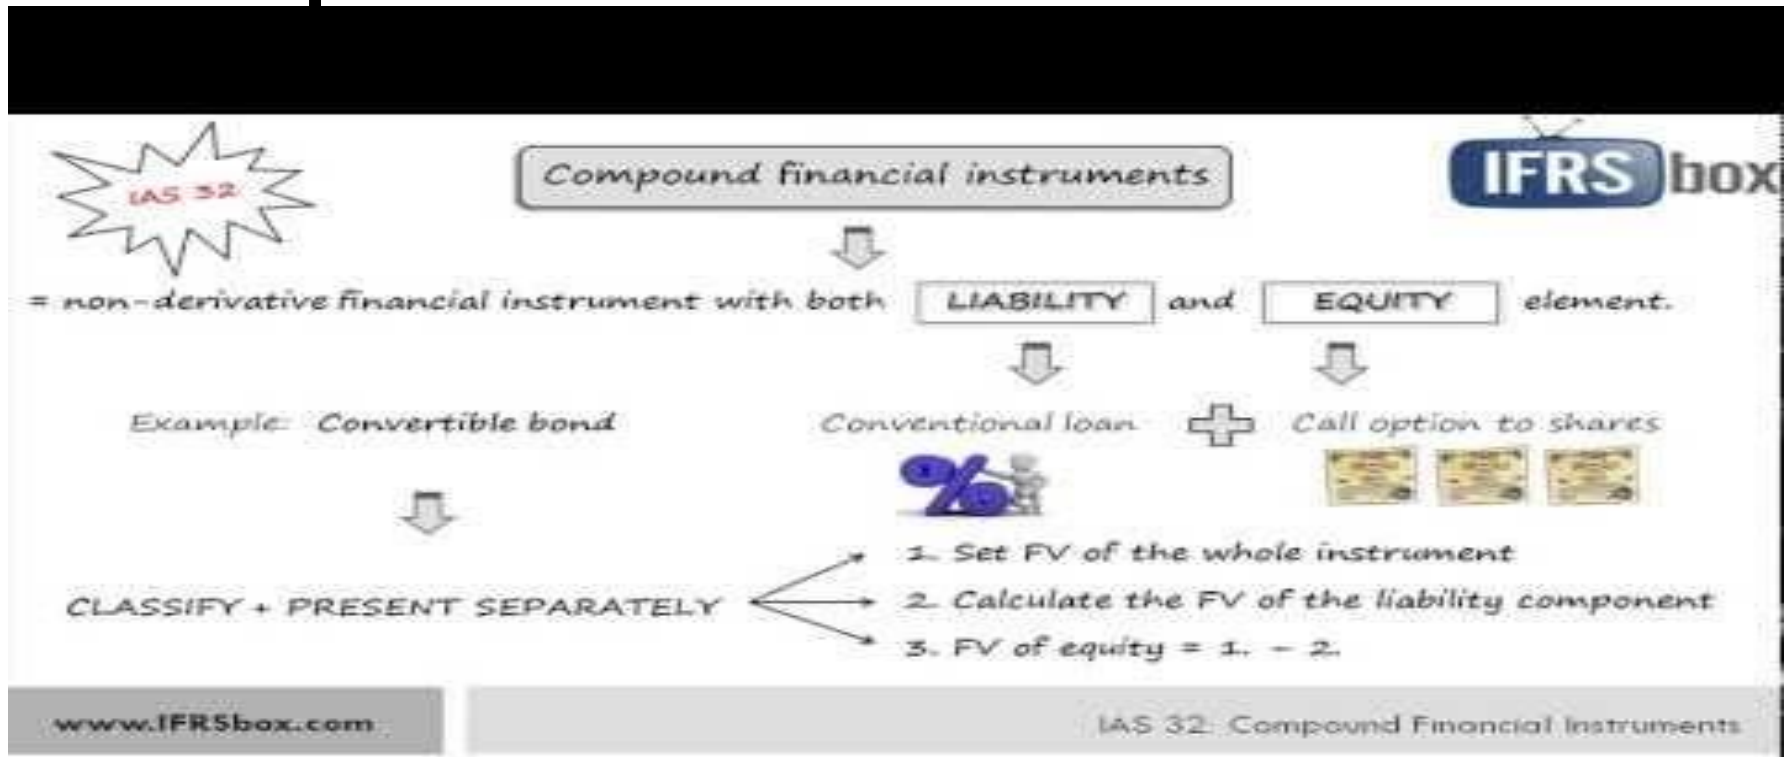 IAS 32
Compound financial instruments
IFRS box
= non-derivative financial instrument with both LIABILITY and EQUITY element.
Example: Convertible bond
Conventional loan + Call option to shares
CLASSIFY + PRESENT SEPARATELY
1. Set FV of the whole instrument
2. Calculate the FV of the liability component
3. FV of equity = 1. - 2.
www.IFRSbox.com
IAS 32: Compound Financial Instruments